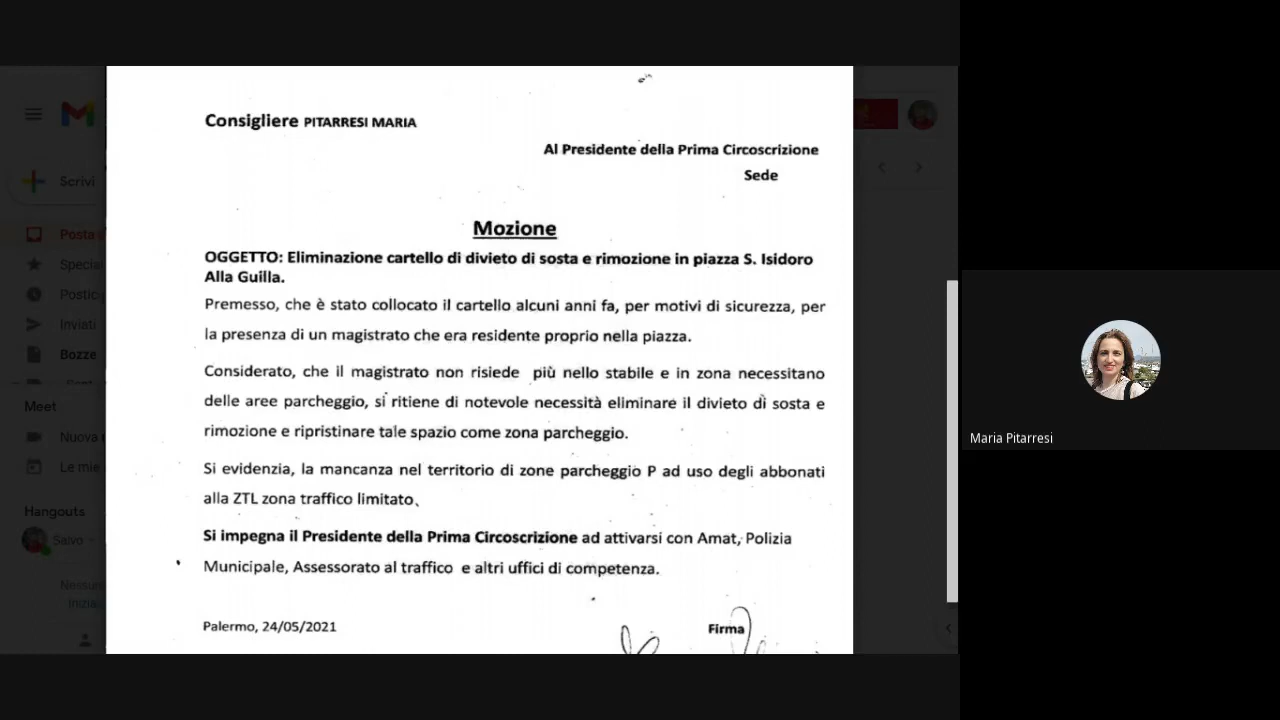 Consigliere PITARRESI MARIA
Al Presidente della Prima Circoscrizione
Sede
Mozione
OGGETTO: Eliminazione cartello di divieto di sosta e rimozione in piazza S. Isidoro
Alla Guilla.
Premesso, che è stato collocato il cartello alcuni anni fa, per motivi di sicurezza, per
la presenza di un magistrato che era residente proprio nella piazza.
Considerato, che il magistrato non risiede più nello stabile e in zona necessitano
delle aree parcheggio, si ritiene di notevole necessità eliminare il divieto di sosta e
rimozione e ripristinare tale spazio come zona parcheggio.
Si evidenzia, la mancanza nel territorio di zone parcheggio P ad uso degli abbonati
alla ZTL zona traffico limitato.
Si impegna il Presidente della Prima Circoscrizione ad attivarsi con Amat, Polizia
Municipale, Assessorato al traffico e altri uffici di competenza.
Palermo, 24/05/2021
Firma
Scrivi
Posta
Special
Postic
Inviati
Bozze
Meet
Nuova
Le mie
Hangouts
Salvo
Nessun
Inizia
Maria Pitarresi